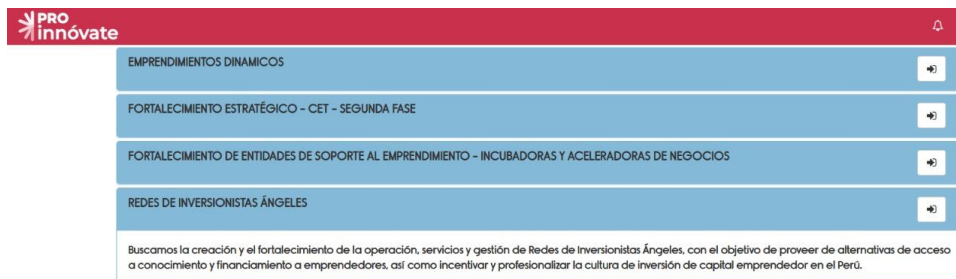 PRO
innóvate
EMPRENDIMIENTOS DINAMICOS
FORTALECIMIENTO ESTRATÉGICO - CET - SEGUNDA FASE
FORTALECIMIENTO DE ENTIDADES DE SOPORTE AL EMPRENDIMIENTO - INCUBADORAS Y ACELERADORAS DE NEGOCIOS
REDES DE INVERSIONISTAS ÁNGELES
Buscamos la creación y el fortalecimiento de la operación, servicios y gestión de Redes de Inversionistas Ángeles, con el objetivo de proveer de alternativas de acceso
a conocimiento y financiamiento a emprendedores, así como incentivar y profesionalizar la cultura de inversión de capital emprendedor en el Perú.